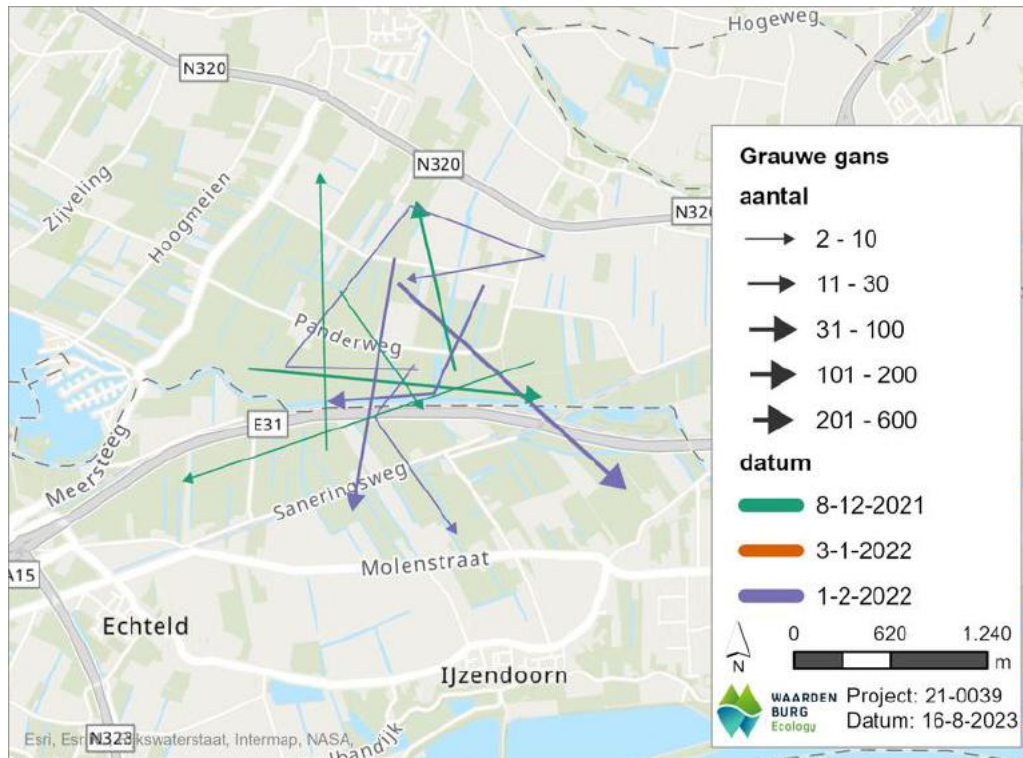 Hogeweg
N320
N320
Zijveling
Hoogmeien
Panderweg
E31
Meersteeg
Saneringsweg
Molenstraat
A15
Echteld
IJzendoorn
N323
Esri, Rijkswaterstaat, Intermap, NASA,
Grauwe gans
aantal
2 - 10
11 - 30
31 - 100
101 - 200
201 - 600
datum
8-12-2021
3-1-2022
1-2-2022
0 620 1.240
m
N
WAARDEN
BURG
Ecology
Project: 21-0039
Datum: 16-8-2023